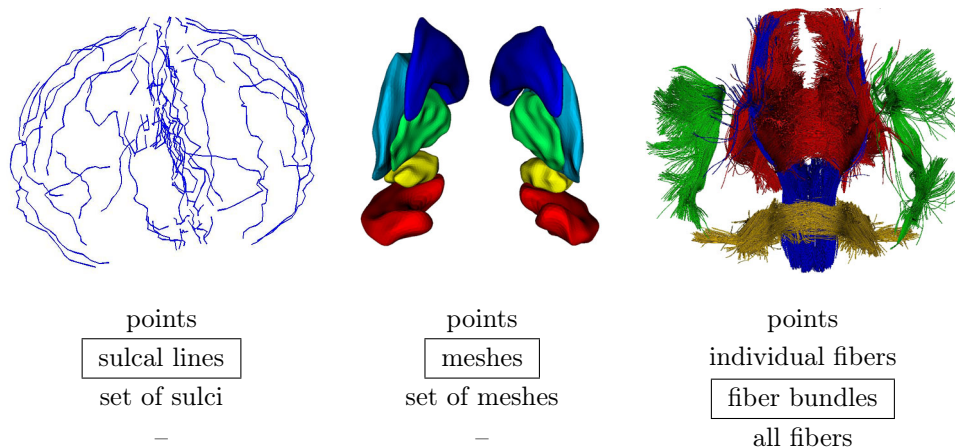 points
sulcal lines
set of sulci
–
points
meshes
set of meshes
–
points
individual fibers
fiber bundles
all fibers